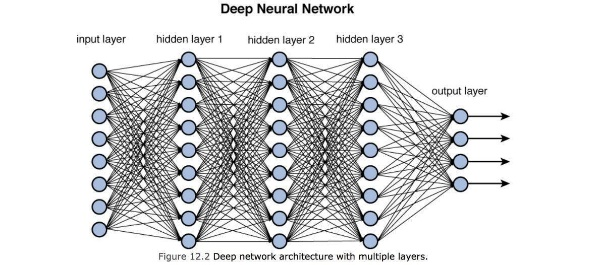 Deep Neural Network
input layer
hidden layer 1
hidden layer 2
hidden layer 3
output layer
Figure 12.2 Deep network architecture with multiple layers.